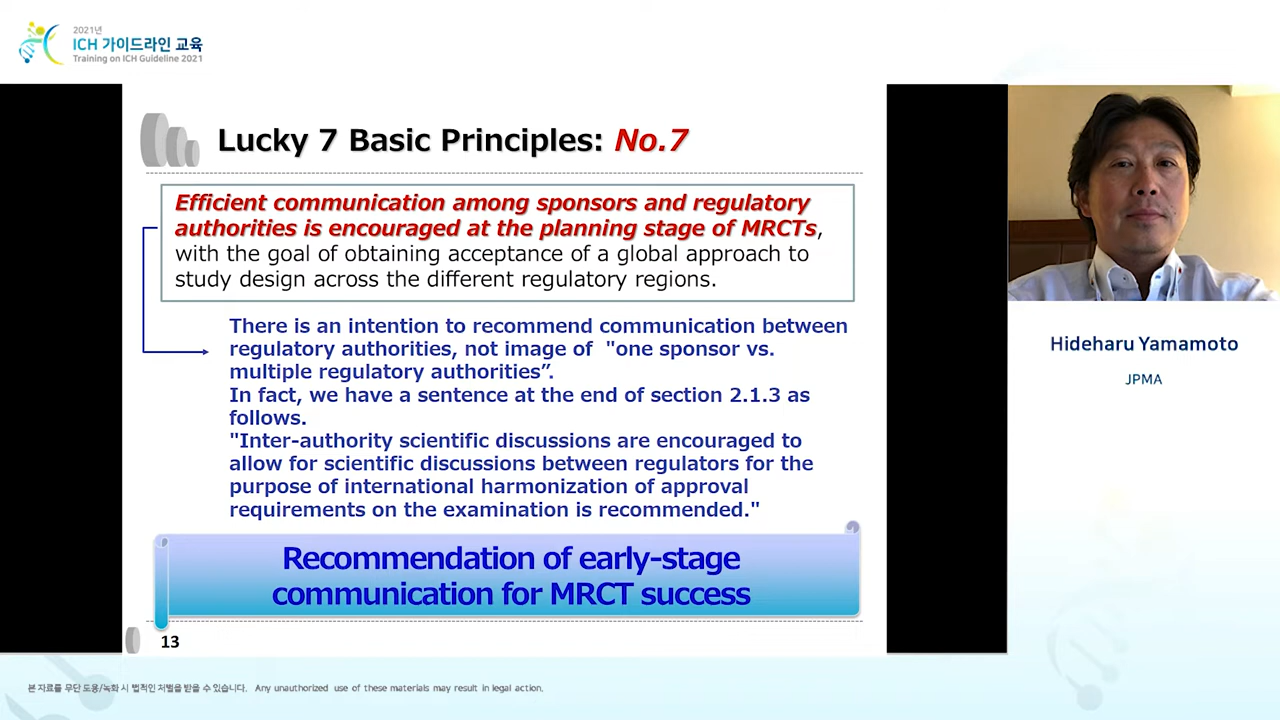 2021년
ICH 가이드라인 교육
Training on ICH Guideline 2021
Lucky 7 Basic Principles: No.7
Efficient communication among sponsors and regulatory
authorities is encouraged at the planning stage of MRCTs,
with the goal of obtaining acceptance of a global approach to
study design across the different regulatory regions.
There is an intention to recommend communication between
regulatory authorities, not image of "one sponsor vs.
multiple regulatory authorities”.
In fact, we have a sentence at the end of section 2.1.3 as
follows.
"Inter-authority scientific discussions are encouraged to
allow for scientific discussions between regulators for the
purpose of international harmonization of approval
requirements on the examination is recommended."
Recommendation of early-stage
communication for MRCT success
13
Hideharu Yamamoto
JPMA
본 자료를 무단 도용/녹화 시 법적인 처벌을 받을 수 있습니다. Any unauthorized use of these materials may result in legal action.